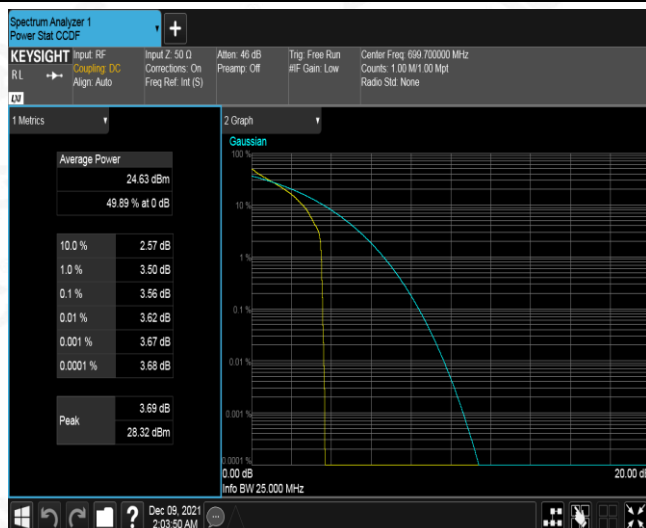 Spectrum Analyzer 1
Power Stat CCDF
+
KEYSIGHT
RL
LXI
Input: RF
Coupling: DC
Align: Auto
Input Z: 50 Ω
Corrections: On
Freq Ref: Int (S)
Atten: 46 dB
Preamp: Off
Trig: Free Run
#IF Gain: Low
Center Freq: 699.700000 MHz
Counts: 1.00 M/1.00 Mpt
Radio Std: None
1 Metrics
Average Power
24.63 dBm
49.89 % at 0 dB
10.0 % 2.57 dB
1.0 % 3.50 dB
0.1 % 3.56 dB
0.01 % 3.62 dB
0.001 % 3.67 dB
0.0001 % 3.68 dB
Peak
3.69 dB
28.32 dBm
2 Graph
Gaussian
100 %
10 %
1 %
0.1 %
0.01 %
0.001 %
0.0001 %
0.00 dB
20.00 dB
Info BW 25.000 MHz
?
Dec 09, 2021
2:03:50 AM